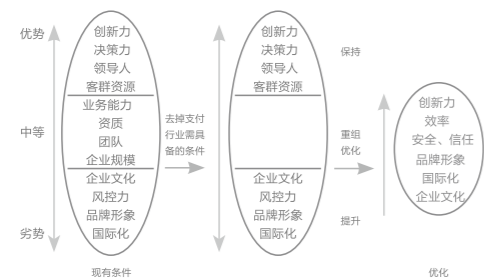 优势
中等
劣势
创新力
决策力
领导人
客群资源
业务能力
资质
团队
企业规模
企业文化
风控力
品牌形象
国际化
现有条件
去掉支付
行业需具
备的条件
创新力
决策力
领导人
客群资源
企业文化
风控力
品牌形象
国际化
保持
重组
优化
提升
创新力
效率
安全、信任
品牌形象
国际化
企业文化
优化